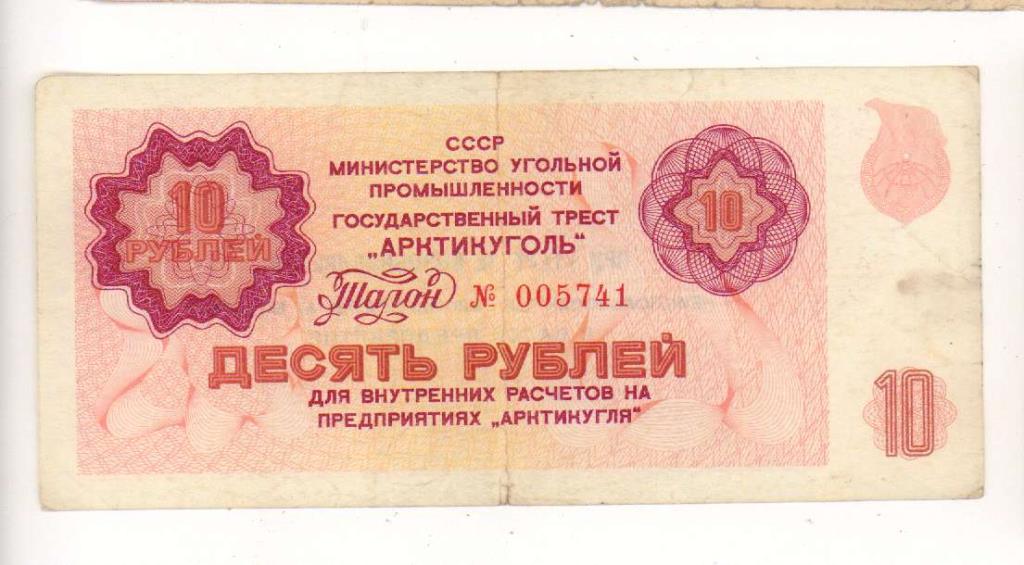 СССР
МИНИСТЕРСТВО УГОЛЬНОЙ
ПРОМЫШЛЕННОСТИ
ГОСУДАРСТВЕННЫЙ ТРЕСТ
„АРКТИКУГОЛЬ“
10
РУБЛЕЙ
10
Талон № 005741
ДЕСЯТЬ РУБЛЕЙ
ДЛЯ ВНУТРЕННИХ РАСЧЕТОВ НА
ПРЕДПРИЯТИЯХ „АРКТИКУГЛЯ“
10